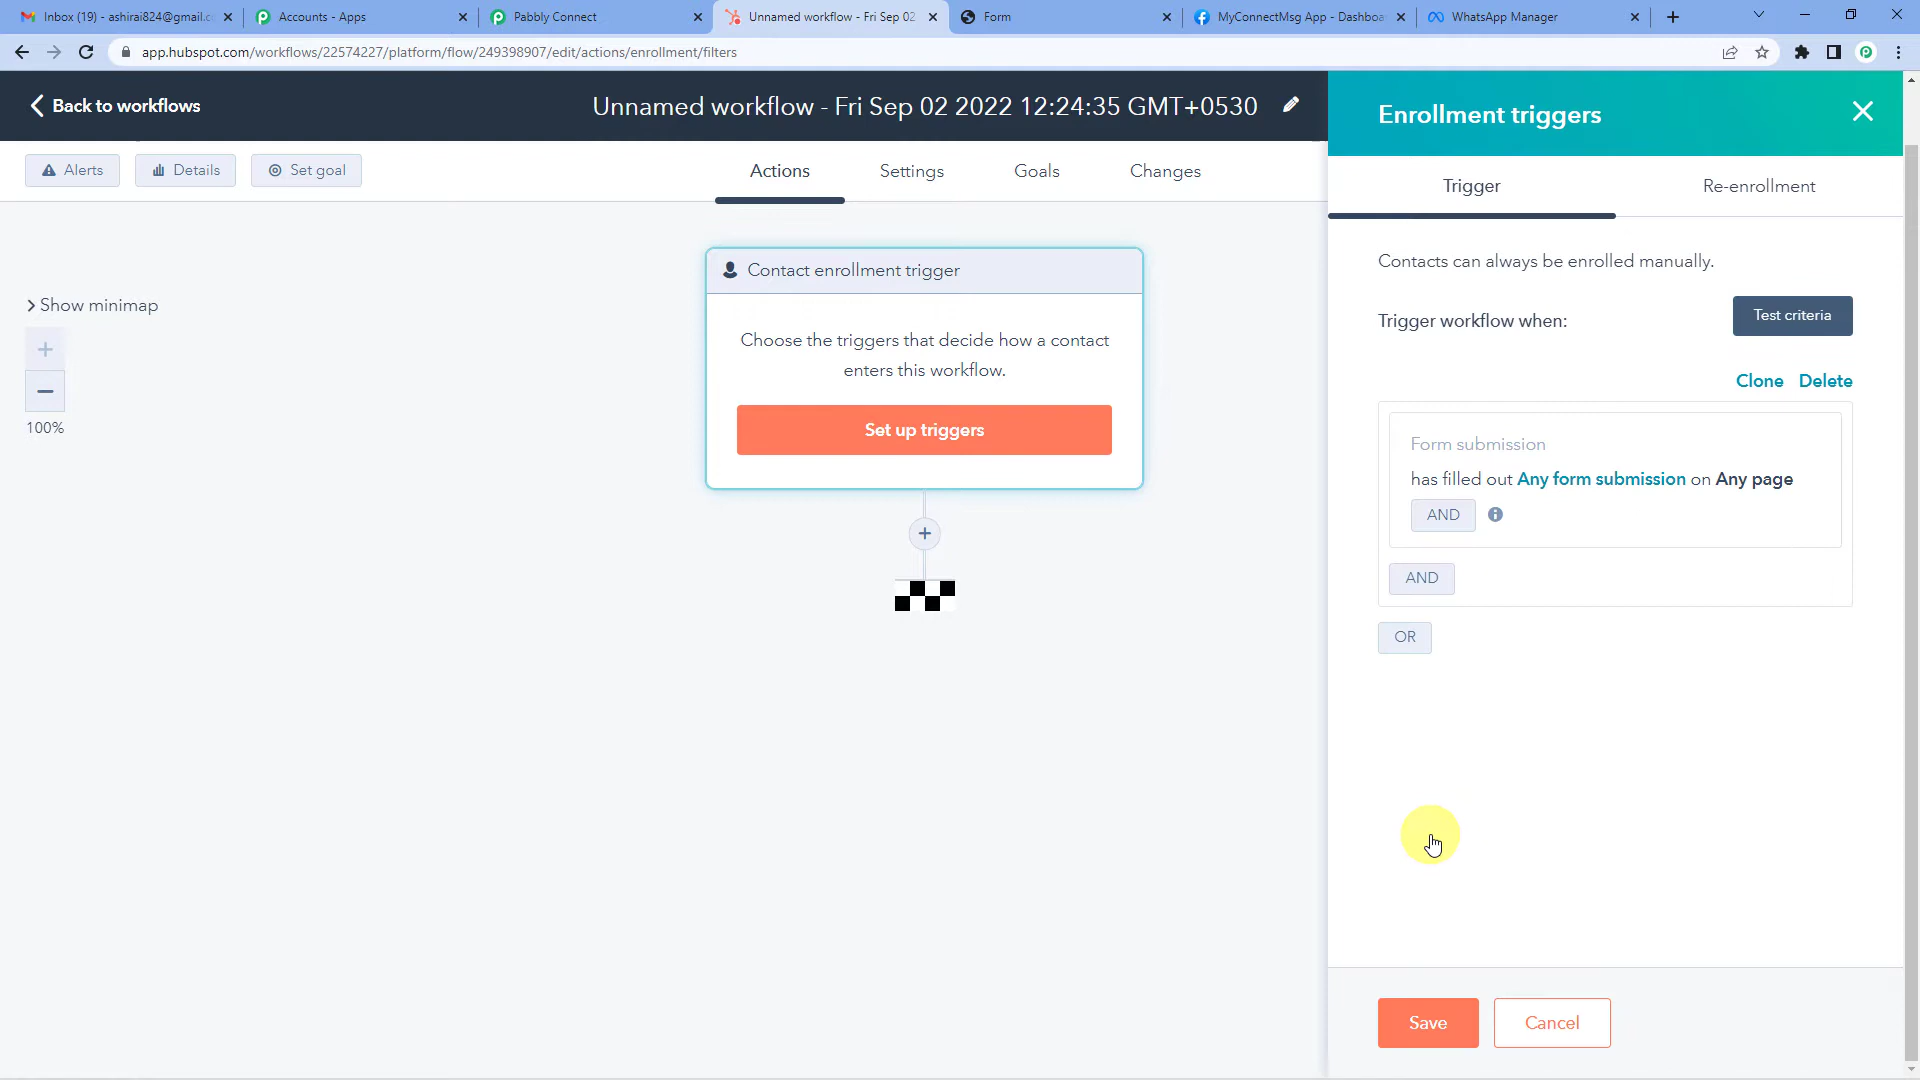 Inbox (19) - ashirai824@gmail.c
Accounts - Apps
Pabbly Connect
Unnamed workflow - Fri Sep 02
Form
MyConnectMsg App - Dashboa
WhatsApp Manager
app.hubspot.com/workflows/22574227/platform/flow/249398907/edit/actions/enrollment/filters
Back to workflows
Unnamed workflow - Fri Sep 02 2022 12:24:35 GMT+0530
Enrollment triggers
Alerts
Details
Set goal
Actions
Settings
Goals
Changes
Trigger
Re-enrollment
Show minimap
100%
Contact enrollment trigger
Choose the triggers that decide how a contact
enters this workflow.
Set up triggers
Contacts can always be enrolled manually.
Trigger workflow when:
Test criteria
Clone Delete
Form submission
has filled out Any form submission on Any page
AND
AND
OR
Save
Cancel